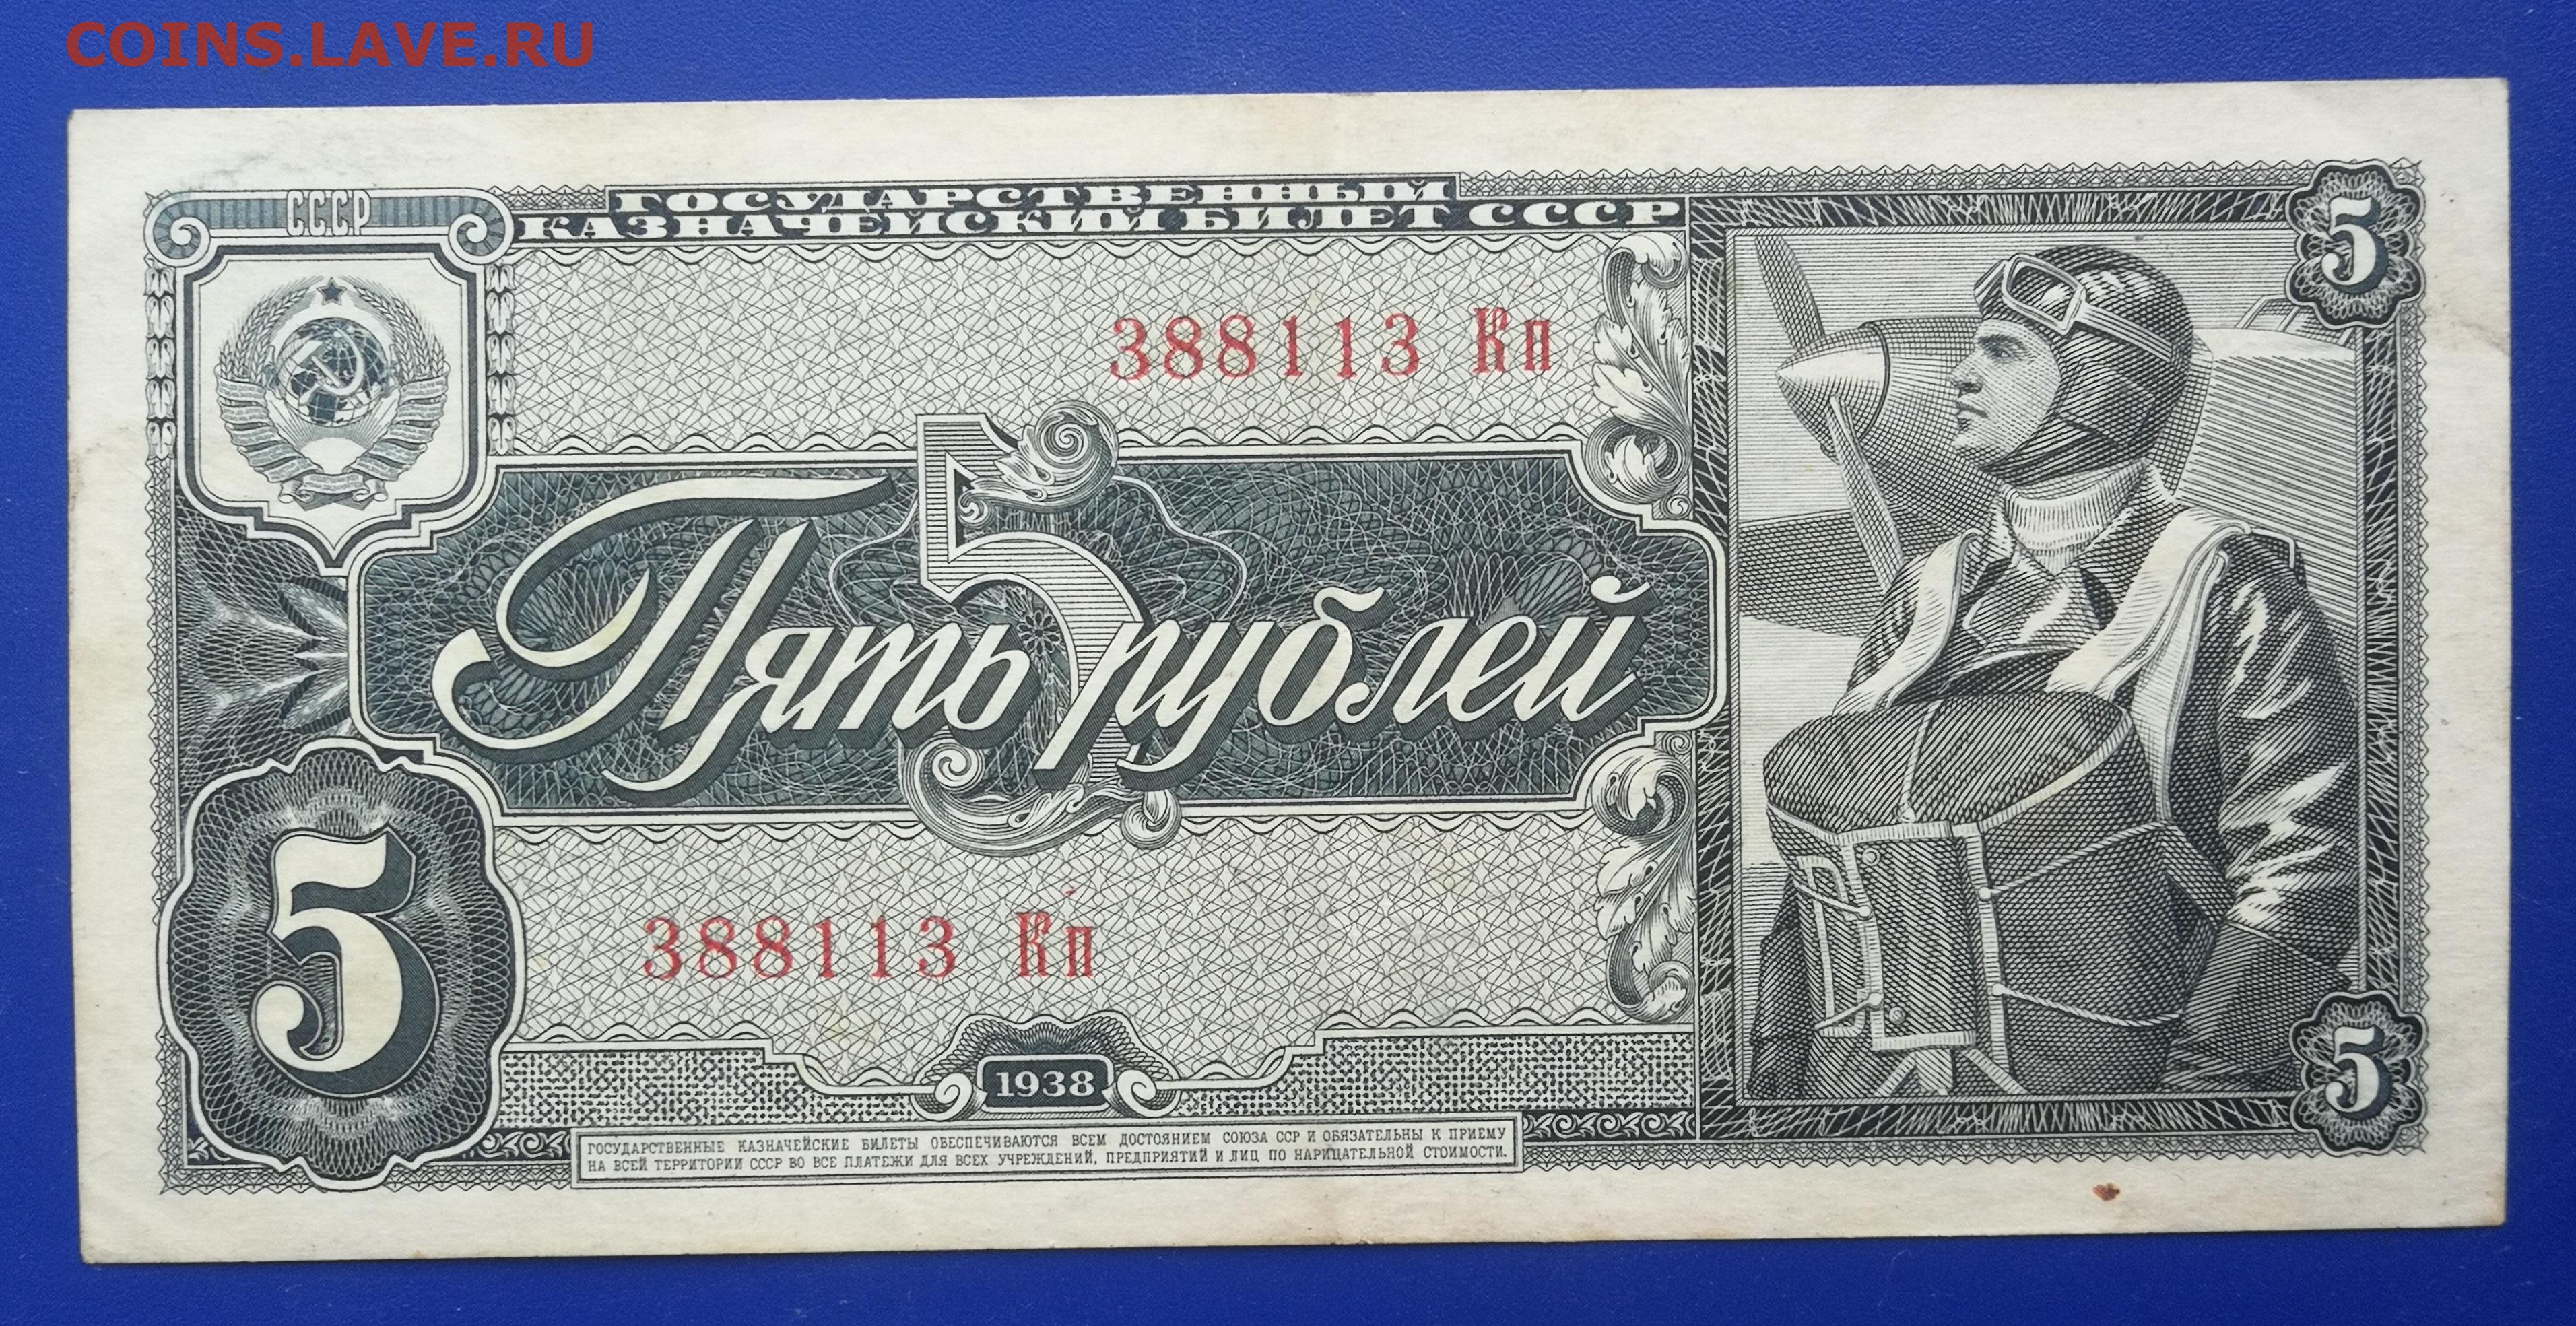 COINS.LAVE.RU
СССР
ГОСУДАРСТВЕННЫЙ
КАЗНАЧЕЙСКИЙ БИЛЕТ СССР
5
388113 Кп
5
Пять рублей
5
388113 Кп
1938
5
ГОСУДАРСТВЕННЫЕ КАЗНАЧЕЙСКИЕ БИЛЕТЫ ОБЕСПЕЧИВАЮТСЯ ВСЕМ ДОСТОЯНИЕМ СОЮЗА ССР И ОБЯЗАТЕЛЬНЫ К ПРИЕМУ
НА ВСЕЙ ТЕРРИТОРИИ СССР ВО ВСЕ ПЛАТЕЖИ ДЛЯ ВСЕХ УЧРЕЖДЕНИЙ, ПРЕДПРИЯТИЙ И ЛИЦ ПО НАРИЦАТЕЛЬНОЙ СТОИМОСТИ.